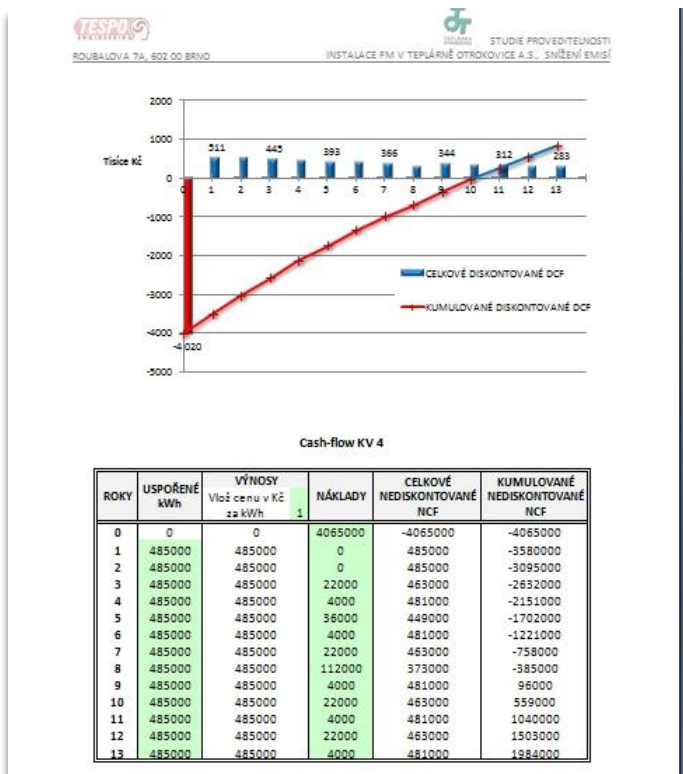 TESPO
ENGINEERING
STUDIE PROVEDITELNOSTI
ROUBALOVA 7A, 602 00 BRNO INSTALACE FM V TEPLÁRNĚ OTROKOVICE A.S., SNÍŽENÍ EMISÍ
2000
1000
0
-1000
-2000
-3000
-4000
-5000
Tisíce Kč
511 445 393 366 344 312 283
0 1 2 3 4 5 6 7 8 9 10 11 12 13
-4 020
CELKOVÉ DISKONTOVANÉ DCF
KUMULOVANÉ DISKONTOVANÉ DCF
Cash-flow KV 4
ROKY USPOŘENÉ kWh VÝNOSY Vlož cenu v Kč za kWh 1 NÁKLADY CELKOVÉ NEDISKONTOVANÉ NCF KUMULOVANÉ NEDISKONTOVANÉ NCF
0 0 0 4065000 -4065000 -4065000
1 485000 485000 0 485000 -3580000
2 485000 485000 0 485000 -3095000
3 485000 485000 22000 463000 -2632000
4 485000 485000 4000 481000 -2151000
5 485000 485000 36000 449000 -1702000
6 485000 485000 4000 481000 -1221000
7 485000 485000 22000 463000 -758000
8 485000 485000 112000 373000 -385000
9 485000 485000 4000 481000 96000
10 485000 485000 22000 463000 559000
11 485000 485000 4000 481000 1040000
12 485000 485000 22000 463000 1503000
13 485000 485000 4000 481000 1984000